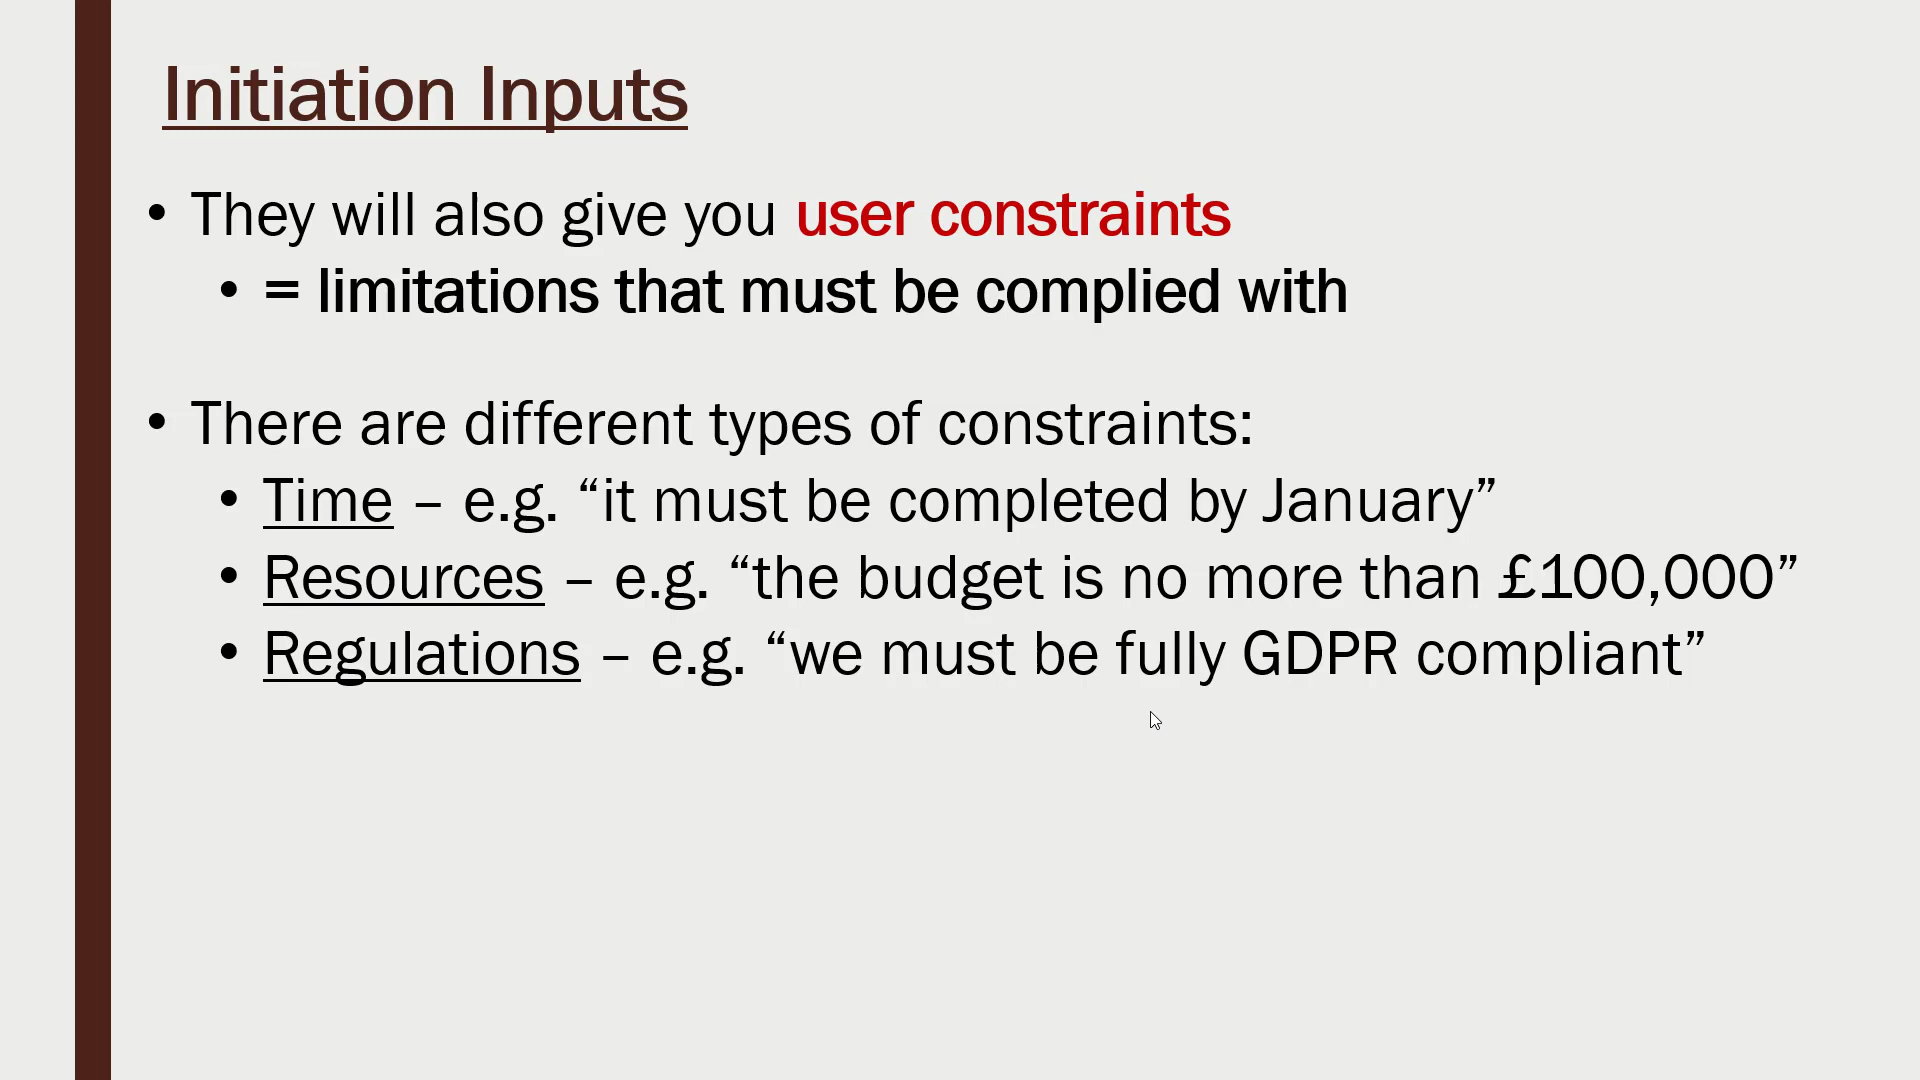 Initiation Inputs
• They will also give you user constraints
• = limitations that must be complied with
• There are different types of constraints:
• Time – e.g. “it must be completed by January”
• Resources – e.g. “the budget is no more than £100,000”
• Regulations – e.g. “we must be fully GDPR compliant”